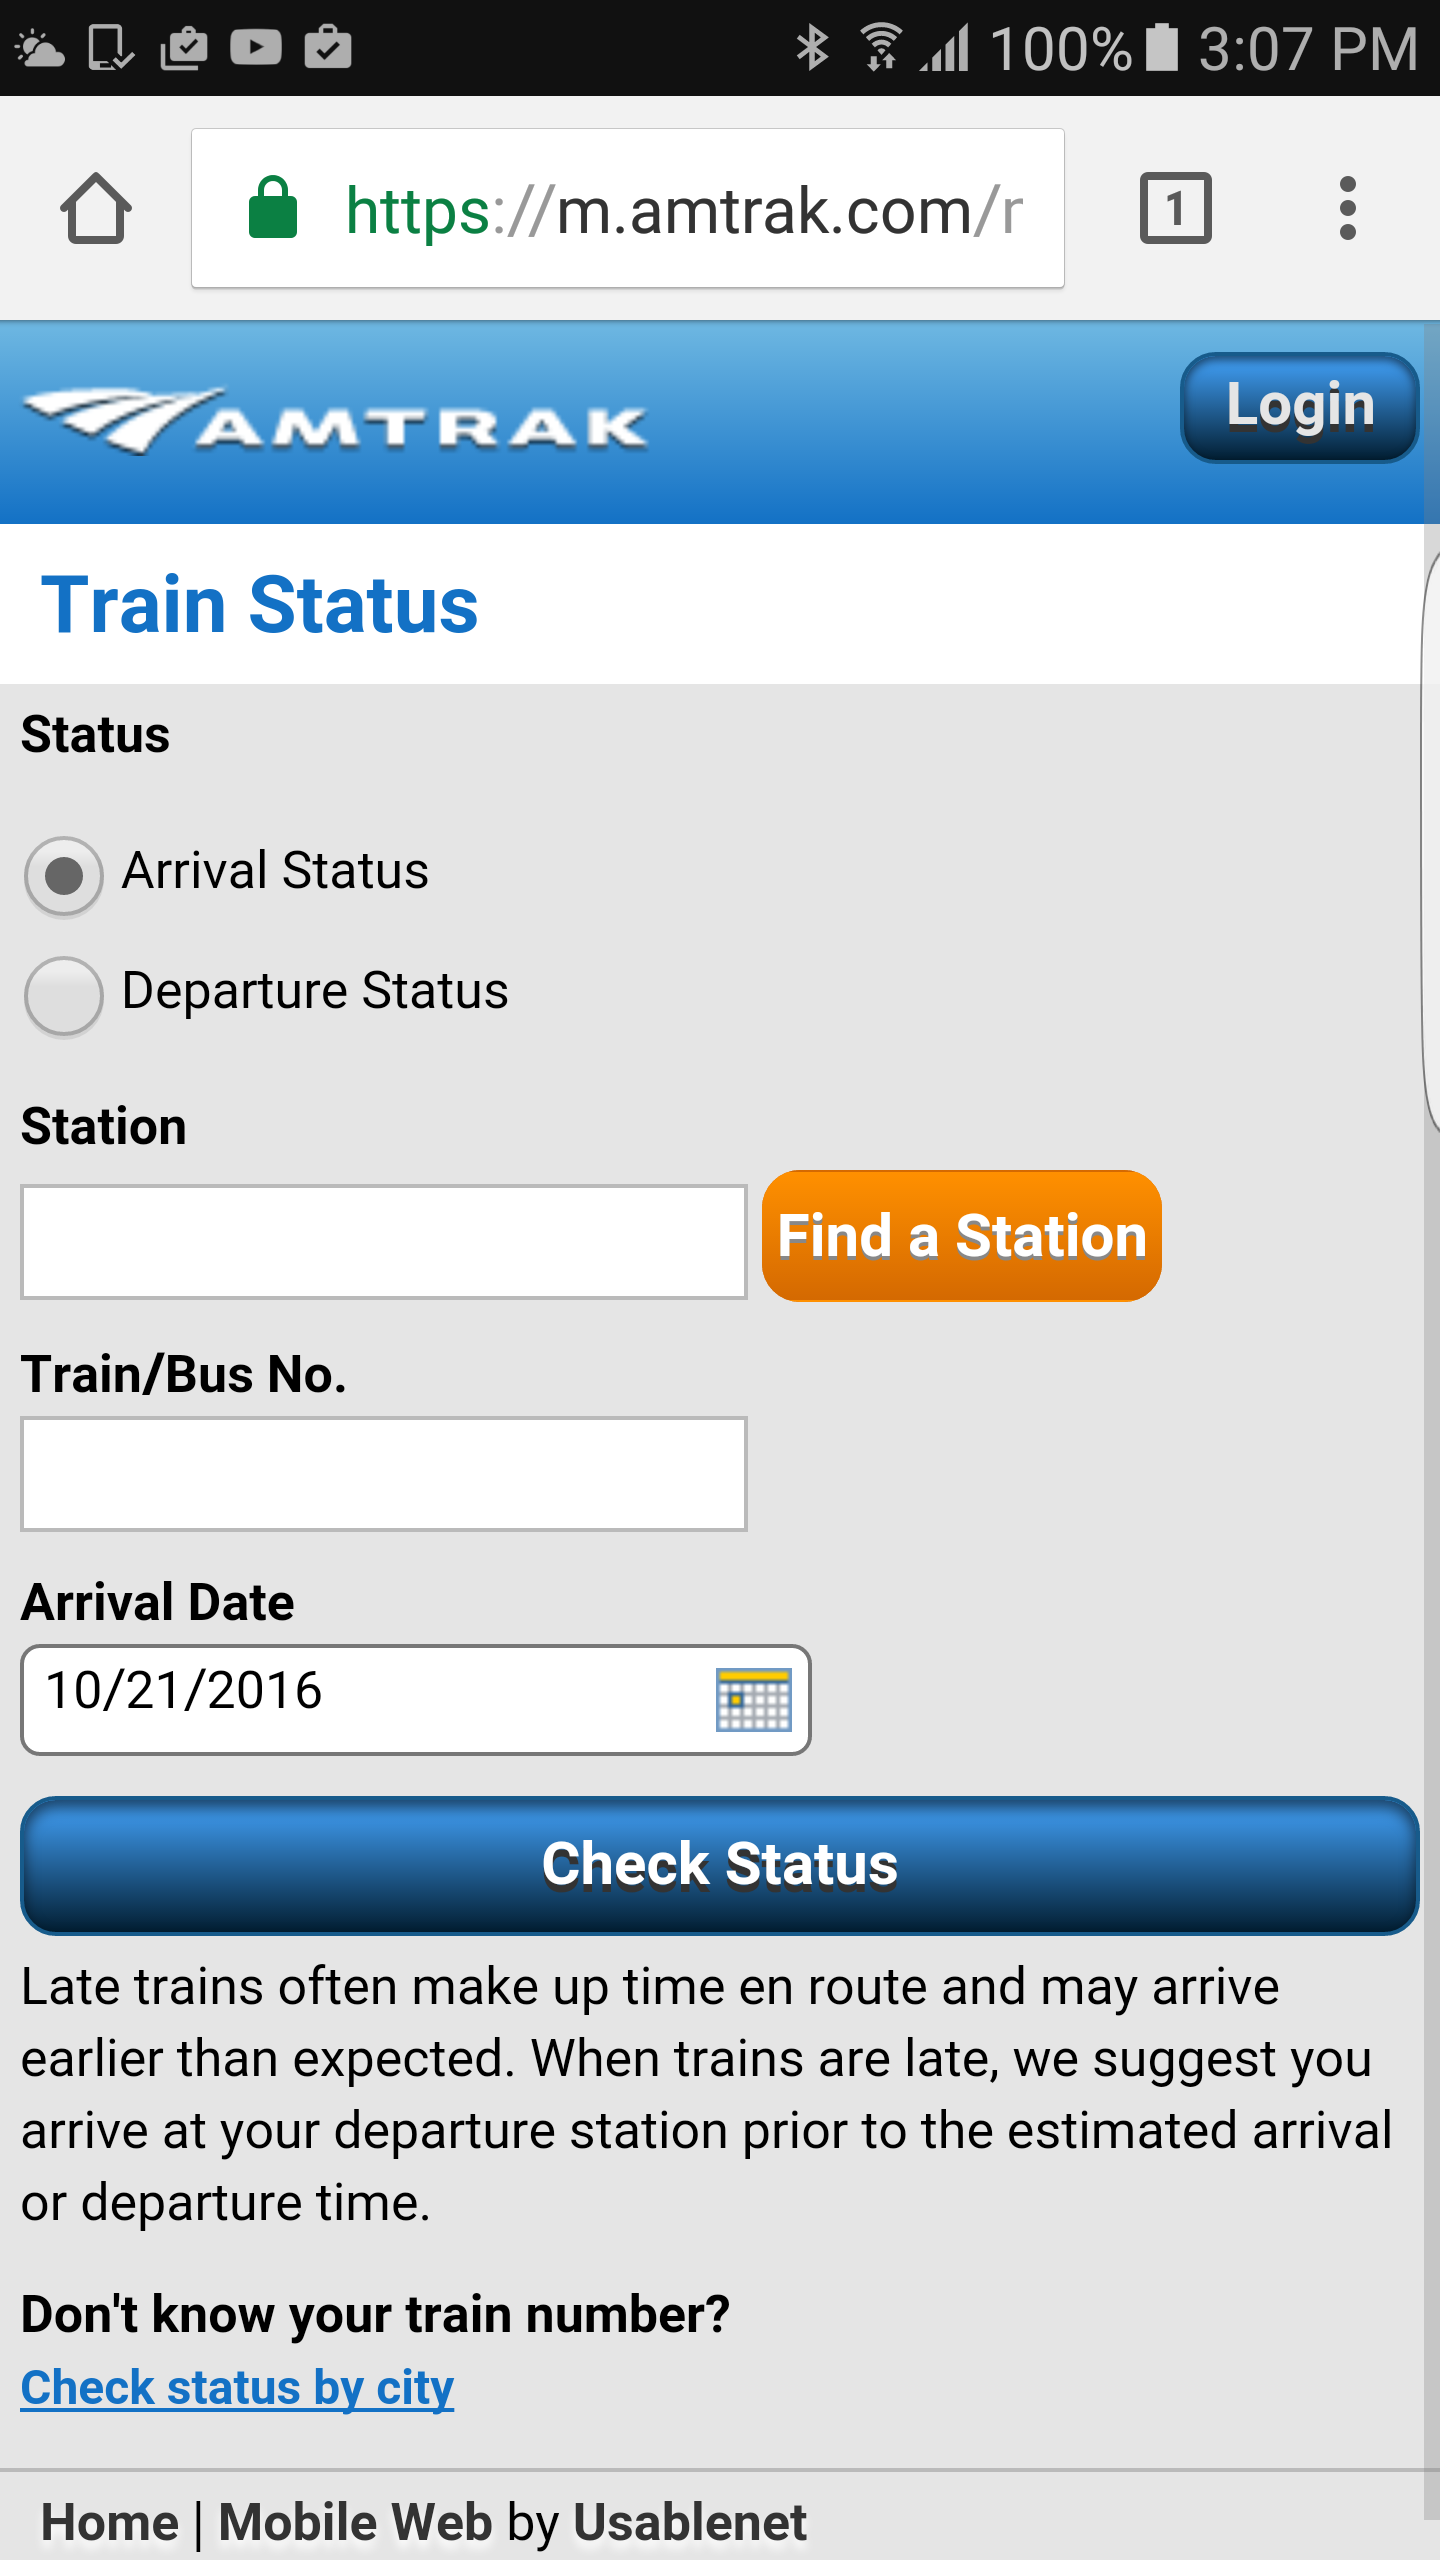 100% 3:07 PM
https://m.amtrak.com/r
1
AMTRAK
Login
Train Status
Status
Arrival Status
Departure Status
Station
Find a Station
Train/Bus No.
Arrival Date
10/21/2016
Check Status
Late trains often make up time en route and may arrive
earlier than expected. When trains are late, we suggest you
arrive at your departure station prior to the estimated arrival
or departure time.
Don't know your train number?
Check status by city
Home | Mobile Web by Usablenet